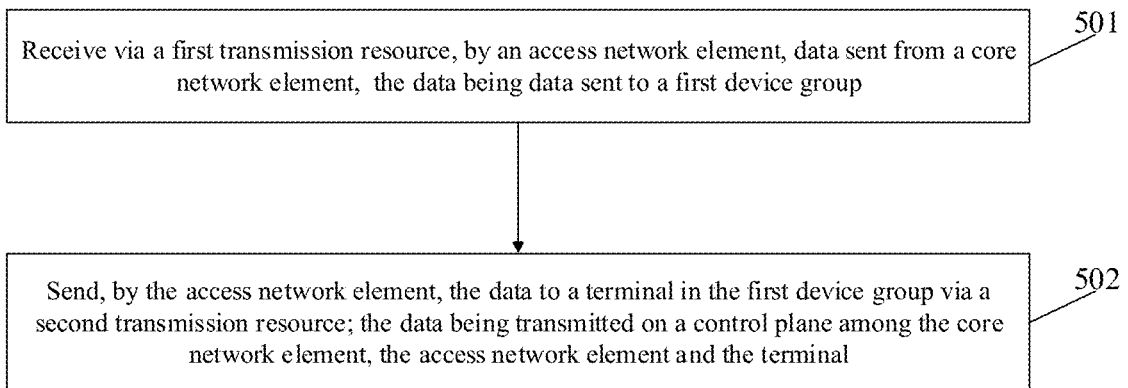 501
Receive via a first transmission resource, by an access network element, data sent from a core
network element, the data being data sent to a first device group
502
Send, by the access network element, the data to a terminal in the first device group via a
second transmission resource; the data being transmitted on a control plane among the core
network element, the access network element and the terminal